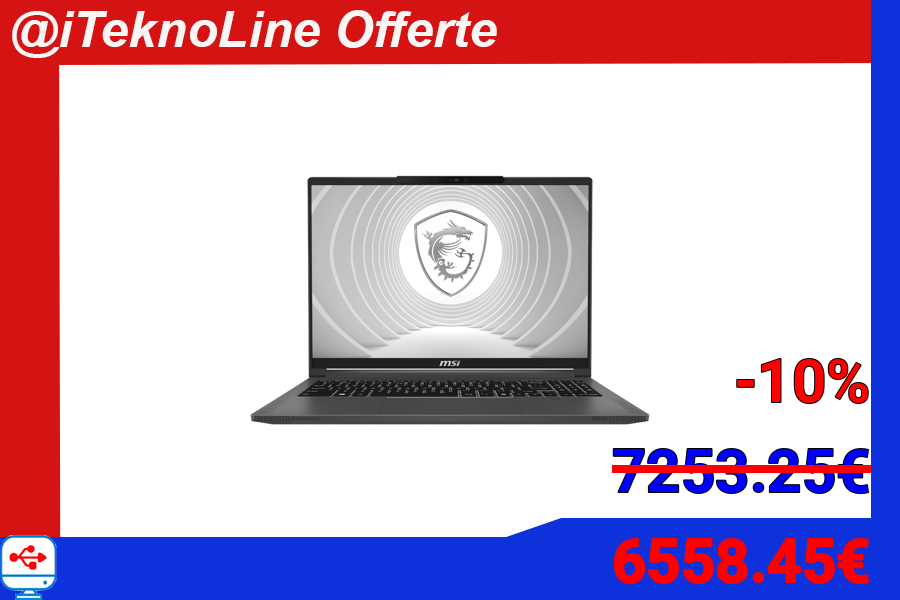 @iTeknoLine Offerte
msi
-10%
7253.25€
6558.45€